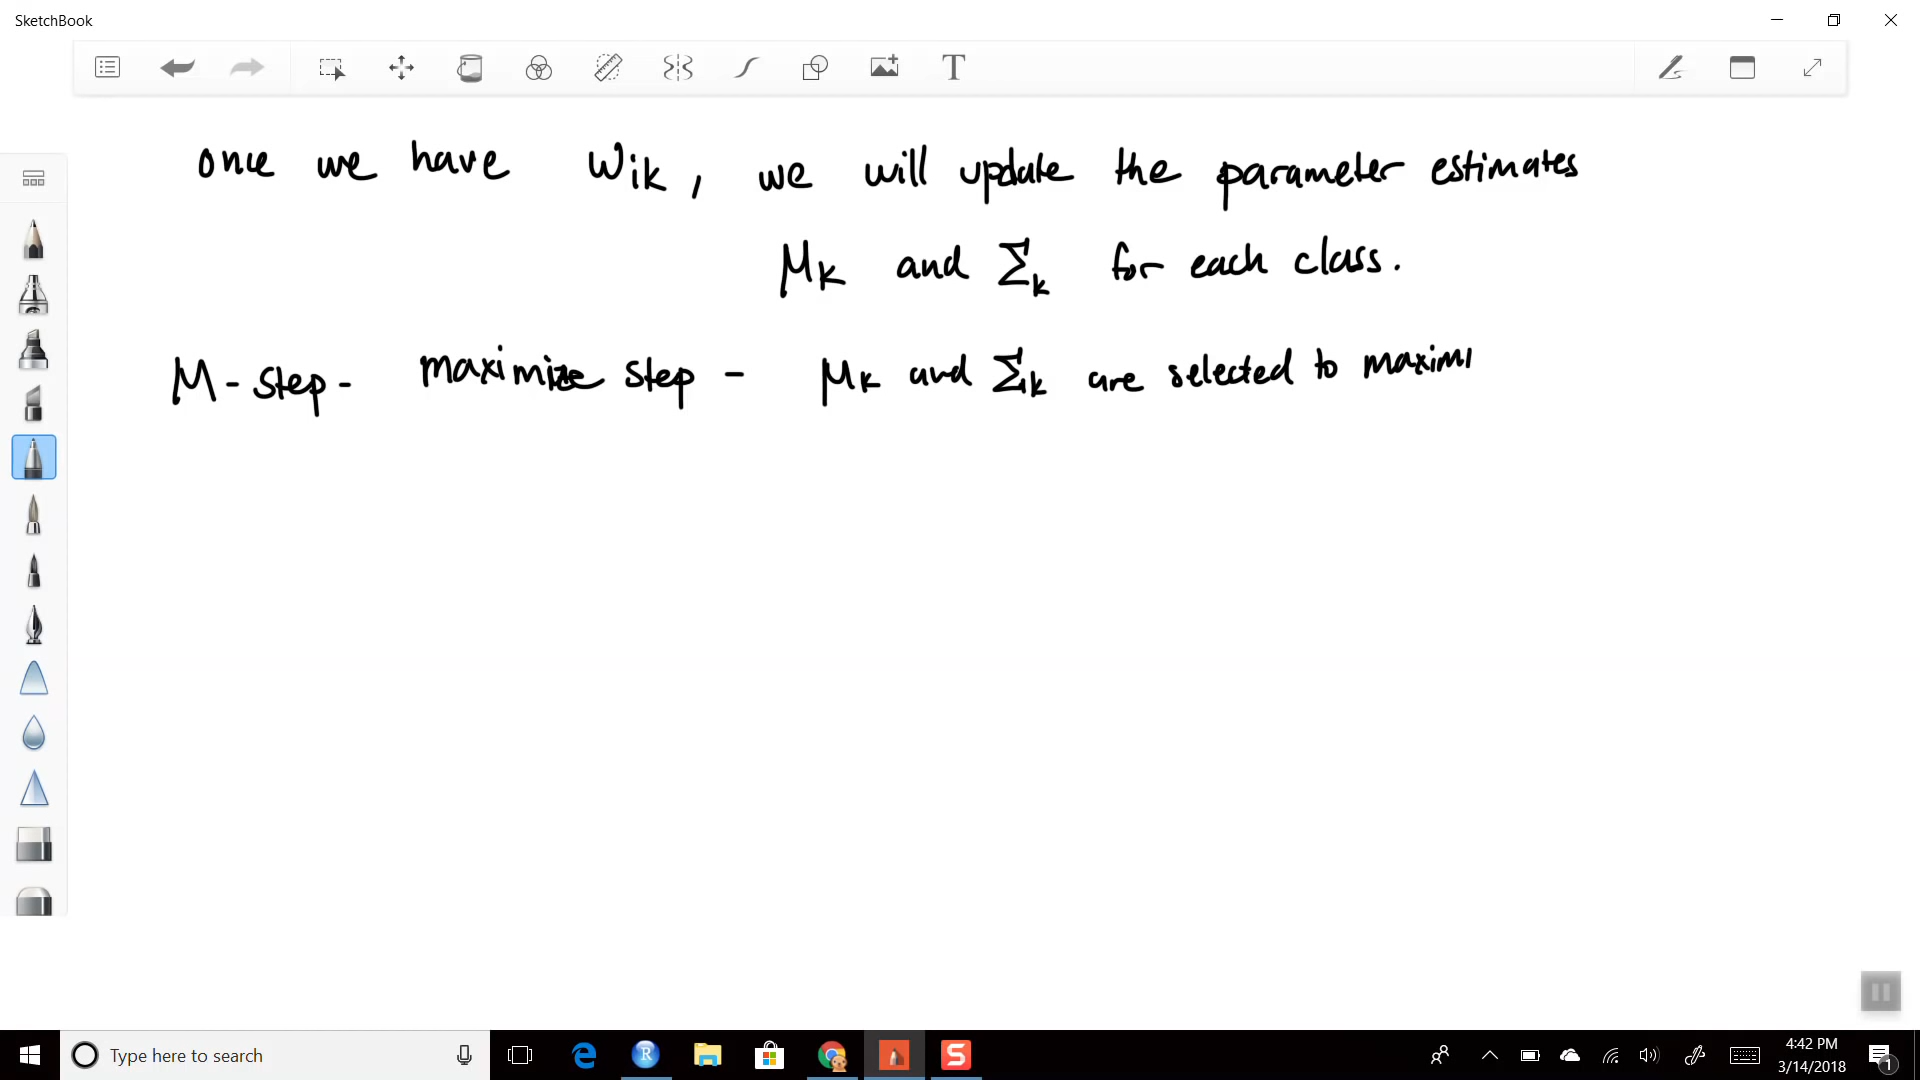 SketchBook
once we have wik, we will update the parameter estimates
μk and Σk for each class.
M-step- maximize step - μk and Σk are selected to maximi
Type here to search
4:42 PM
3/14/2018
1